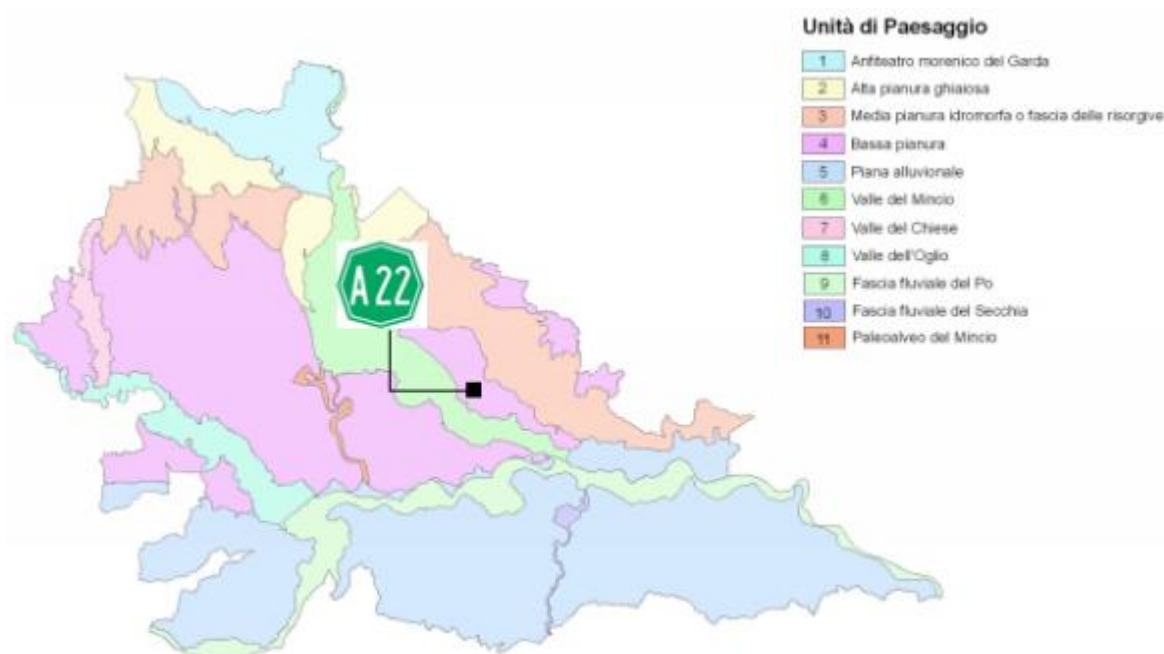 Unità di Paesaggio
1 Anfiteatro morenico del Garda
2 Alta pianura ghiaiosa
3 Media pianura idromorfa o fascia delle risorgive
4 Bassa pianura
5 Piana alluvionale
6 Valle del Mincio
7 Valle del Chiese
8 Valle dell'Oglio
9 Fascia fluviale del Po
10 Fascia fluviale del Secchia
11 Paleoalveo del Mincio
A 22